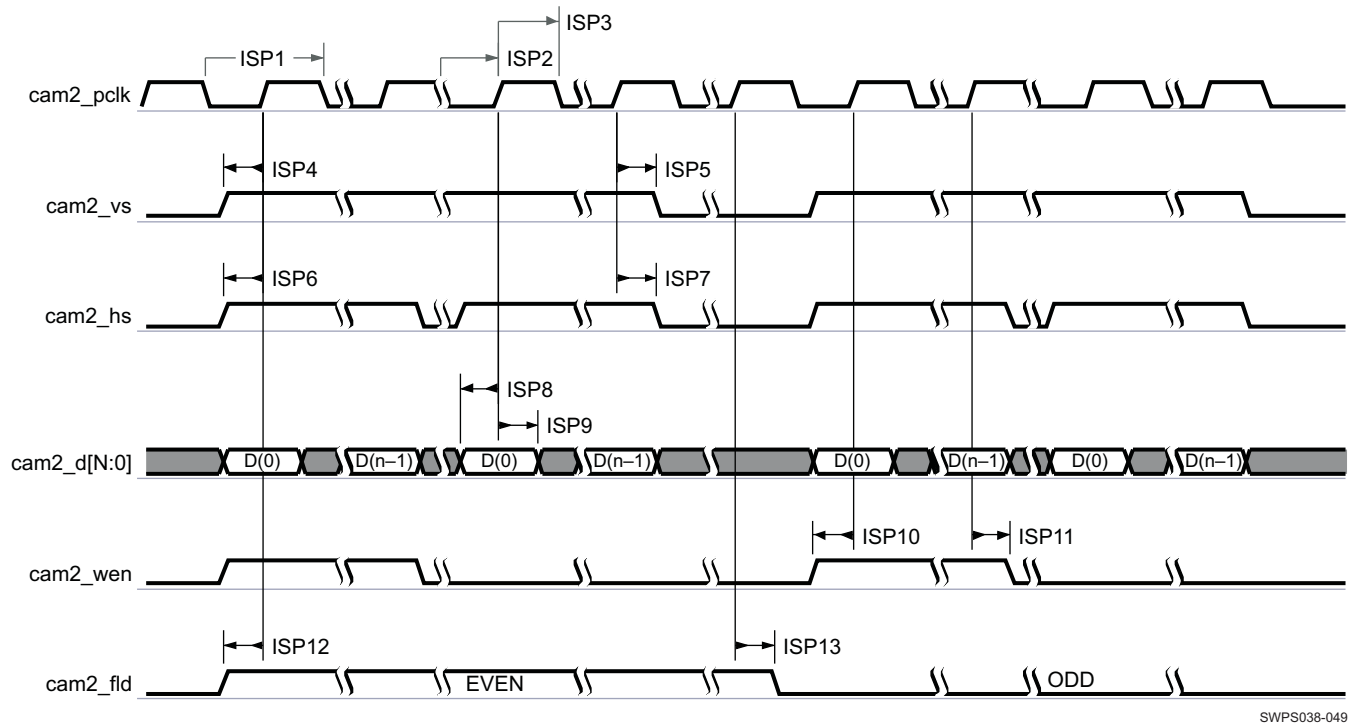 ISP3
ISP1
ISP2
cam2_pclk
ISP4
ISP5
cam2_vs
ISP6
ISP7
cam2_hs
ISP8
ISP9
cam2_d[N:0]
D(0)
D(n–1)
D(0)
D(n–1)
D(0)
D(n–1)
D(0)
D(n–1)
ISP10
ISP11
cam2_wen
ISP12
ISP13
cam2_fld
EVEN
ODD
SWPS038-049